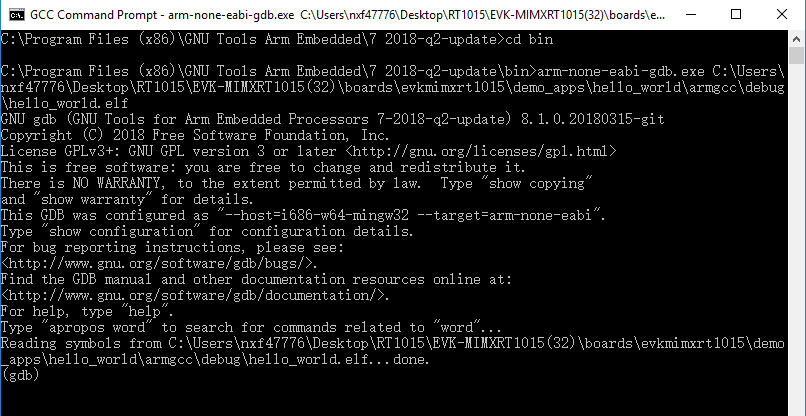 GCC Command Prompt - arm-none-eabi-gdb.exe  C:\Users\nxf47776\Desktop\RT1015\EVK-MIMXRT1015(32)\boards\e...
C:\Program Files (x86)\GNU Tools Arm Embedded\7 2018-q2-update>cd bin
C:\Program Files (x86)\GNU Tools Arm Embedded\7 2018-q2-update\bin>arm-none-eabi-gdb.exe C:\Users\
nxf47776\Desktop\RT1015\EVK-MIMXRT1015(32)\boards\evkmimxrt1015\demo_apps\hello_world\armgcc\debug
\hello_world.elf
GNU gdb (GNU Tools for Arm Embedded Processors 7-2018-q2-update) 8.1.0.20180315-git
Copyright (C) 2018 Free Software Foundation, Inc.
License GPLv3+: GNU GPL version 3 or later <http://gnu.org/licenses/gpl.html>
This is free software: you are free to change and redistribute it.
There is NO WARRANTY, to the extent permitted by law.  Type "show copying"
and "show warranty" for details.
This GDB was configured as "--host=i686-w64-mingw32 --target=arm-none-eabi".
Type "show configuration" for configuration details.
For bug reporting instructions, please see:
<http://www.gnu.org/software/gdb/bugs/>.
Find the GDB manual and other documentation resources online at:
<http://www.gnu.org/software/gdb/documentation/>.
For help, type "help".
Type "apropos word" to search for commands related to "word"...
Reading symbols from C:\Users\nxf47776\Desktop\RT1015\EVK-MIMXRT1015(32)\boards\evkmimxrt1015\demo
_apps\hello_world\armgcc\debug\hello_world.elf...done.
(gdb)